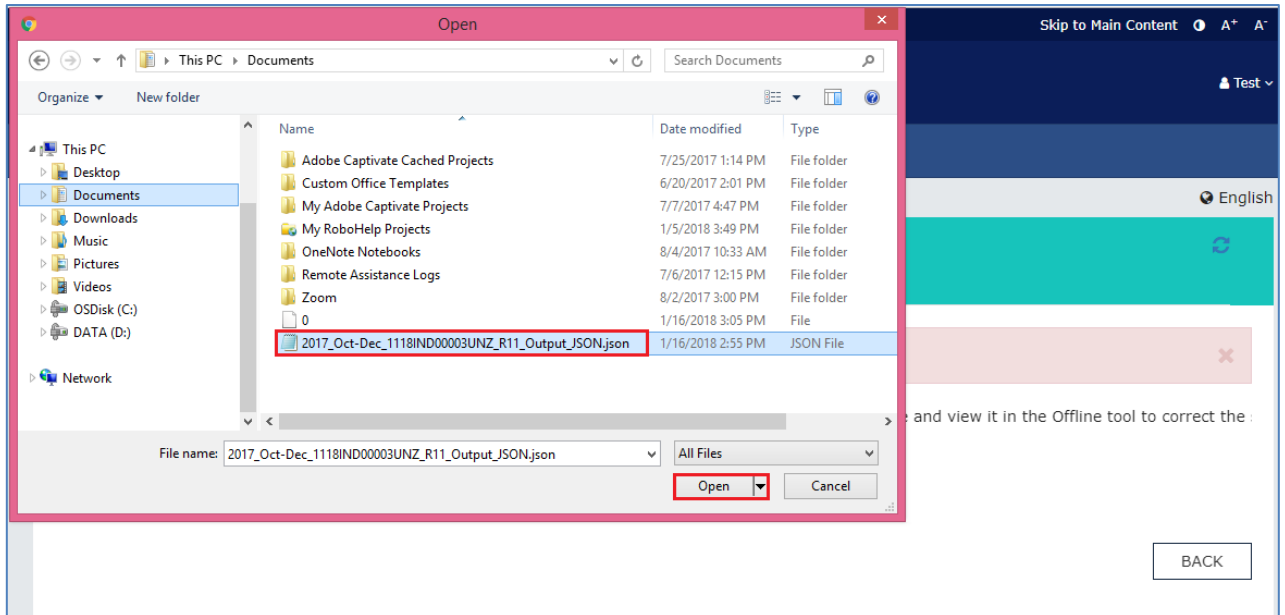 Open
Skip to Main Content A+ A-
This PC Documents Search Documents
Test
Organize New folder
Name Date modified Type
This PC
Desktop
Documents
Downloads
Music
Pictures
Videos
OSDisk (C:)
DATA (D:)
Network
Adobe Captivate Cached Projects 7/25/2017 1:14 PM File folder
Custom Office Templates 6/20/2017 2:01 PM File folder
My Adobe Captivate Projects 7/7/2017 4:47 PM File folder
My RoboHelp Projects 1/5/2018 3:49 PM File folder
OneNote Notebooks 8/4/2017 10:33 AM File folder
Remote Assistance Logs 7/6/2017 12:15 PM File folder
Zoom 8/2/2017 3:00 PM File folder
0 1/16/2018 3:05 PM File
2017_Oct-Dec_1118IND00003UNZ_R11_Output_JSON.json 1/16/2018 2:55 PM JSON File
English
and view it in the Offline tool to correct the
File name: 2017_Oct-Dec_1118IND00003UNZ_R11_Output_JSON.json All Files
Open Cancel
BACK